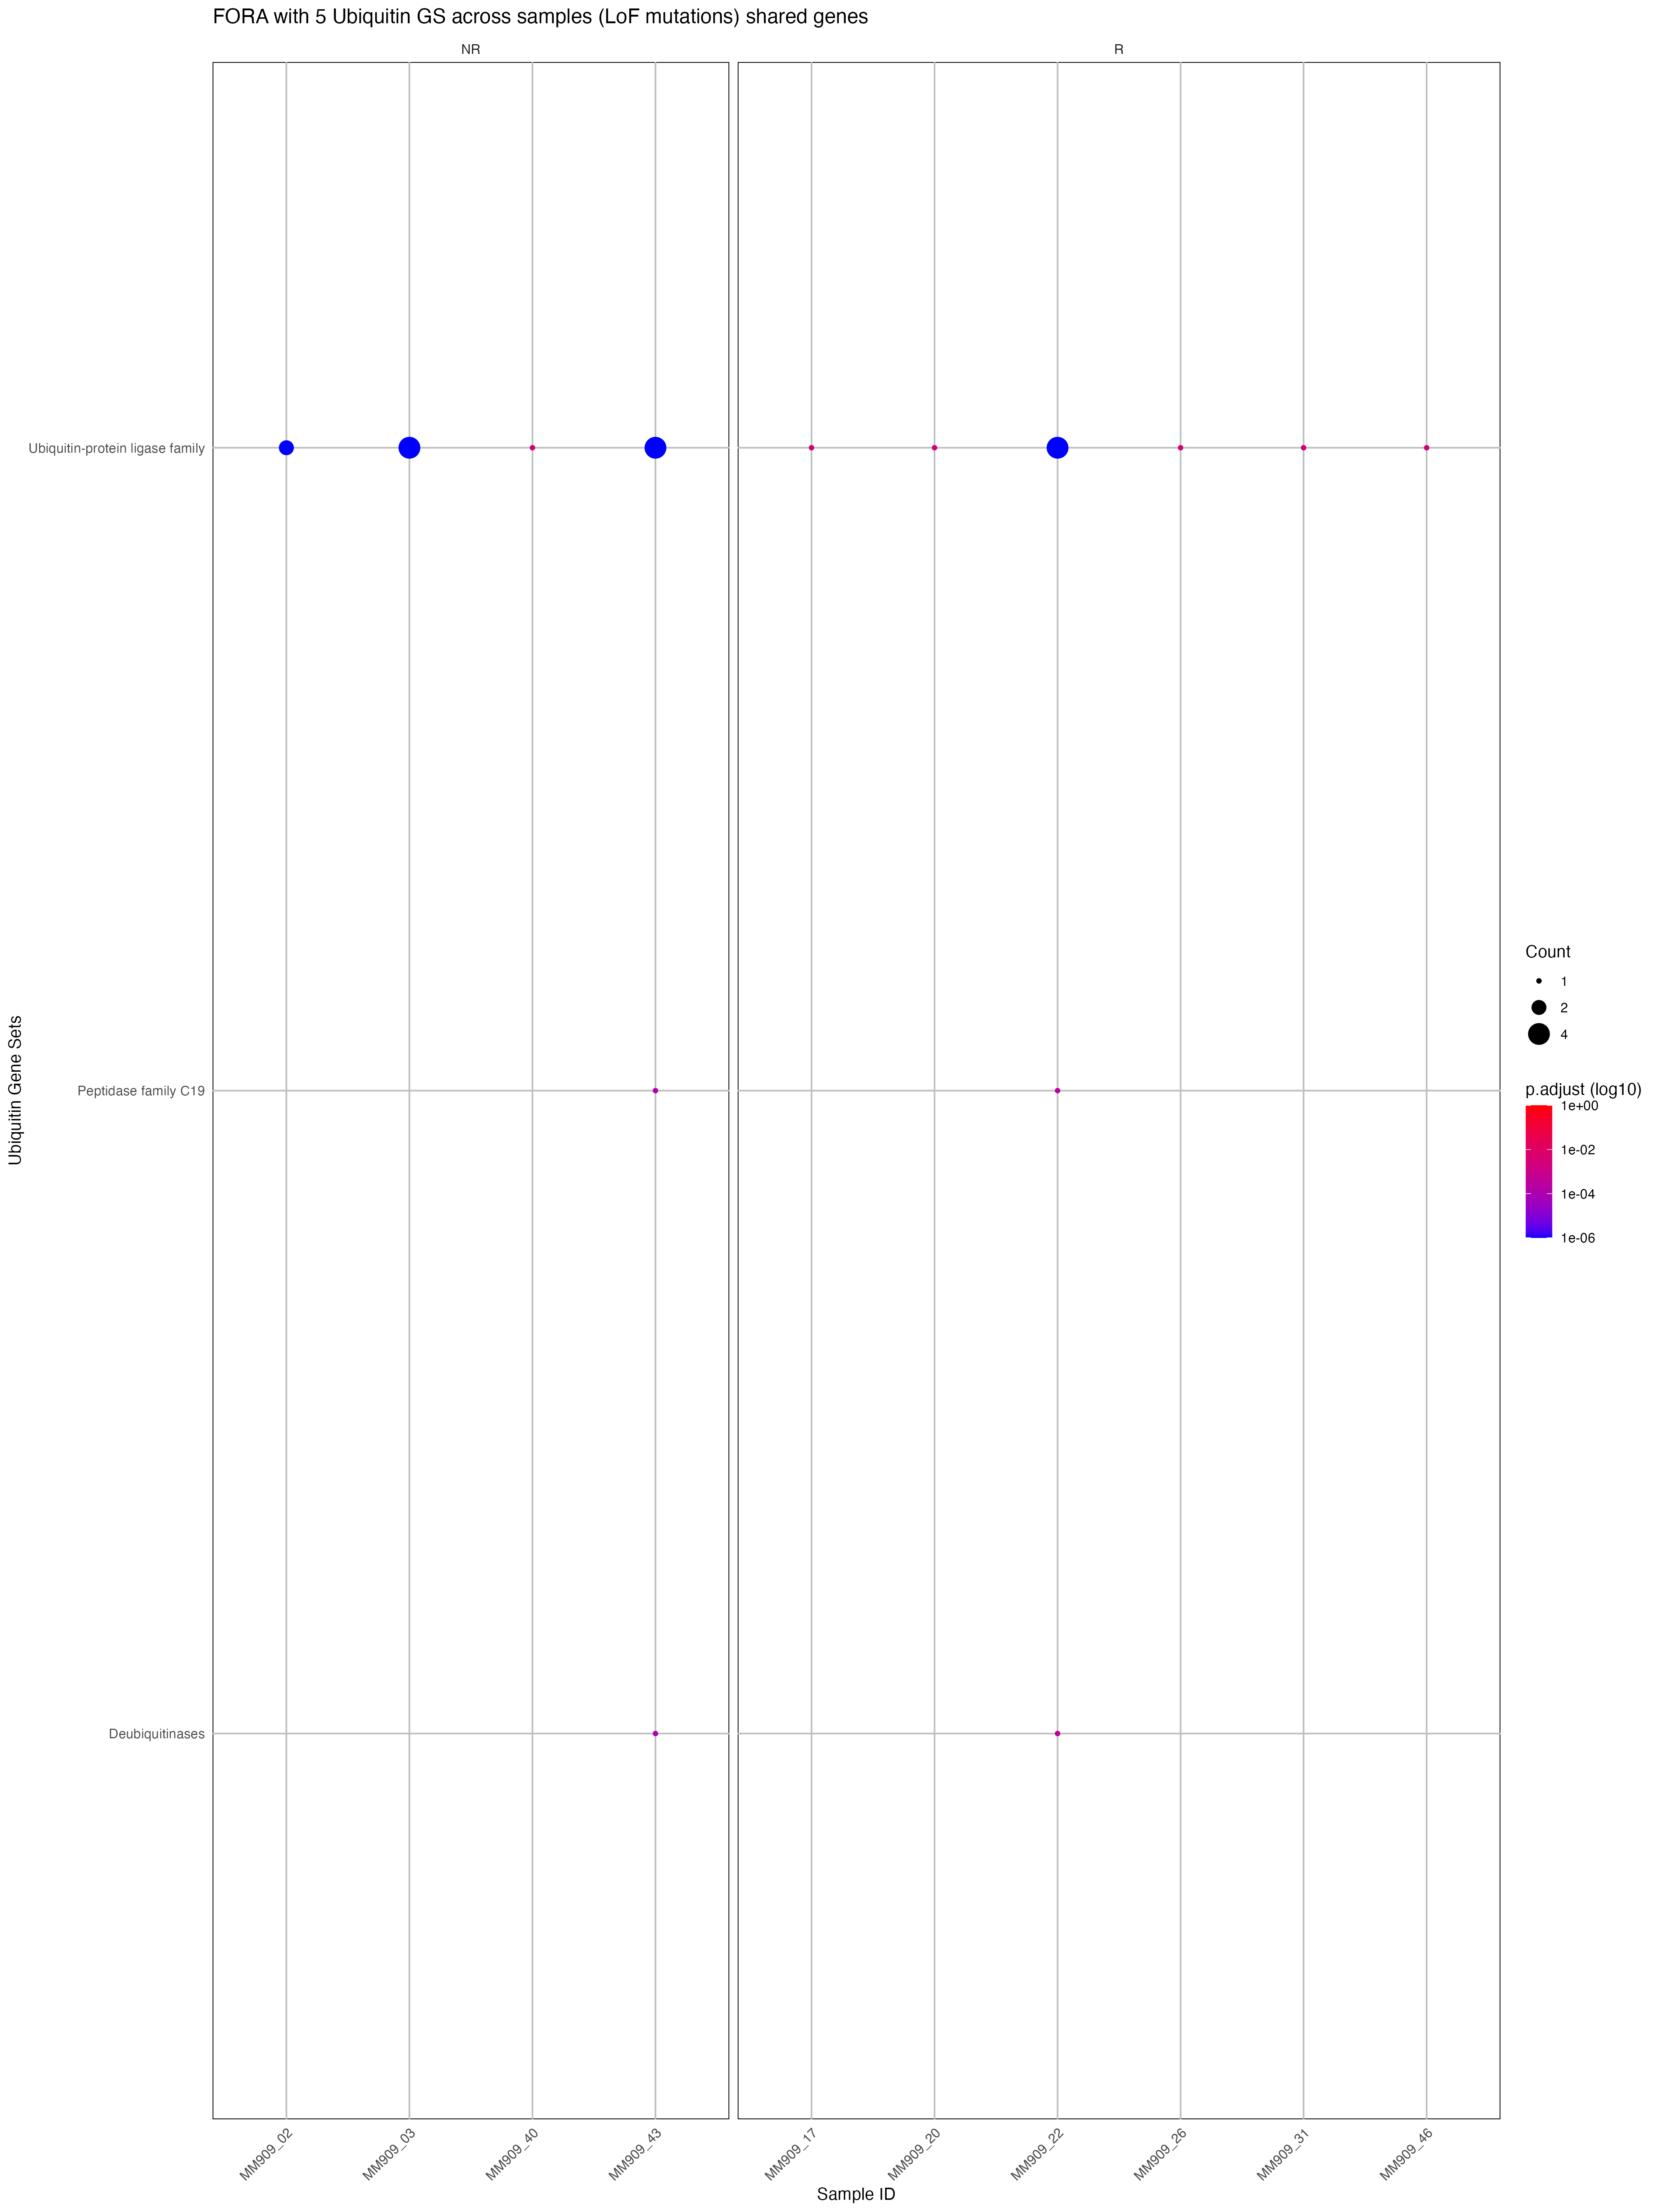 FORA with 5 Ubiquitin GS across samples (LoF mutations) shared genes
NR
R
Ubiquitin Gene Sets
Ubiquitin-protein ligase family
Peptidase family C19
Deubiquitinases
MM909_02
MM909_03
MM909_40
MM909_43
MM909_17
MM909_20
MM909_22
MM909_26
MM909_31
MM909_46
Sample ID
Count
1
2
4
p.adjust (log10)
1e+00
1e-02
1e-04
1e-06